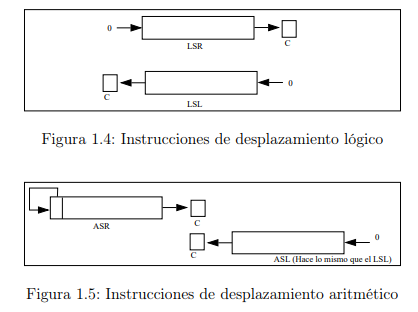 0
C
LSR
0
C
LSL
Figura 1.4: Instrucciones de desplazamiento lógico
ASR
C
0
C
ASL (Hace lo mismo que el LSL)
Figura 1.5: Instrucciones de desplazamiento aritmético